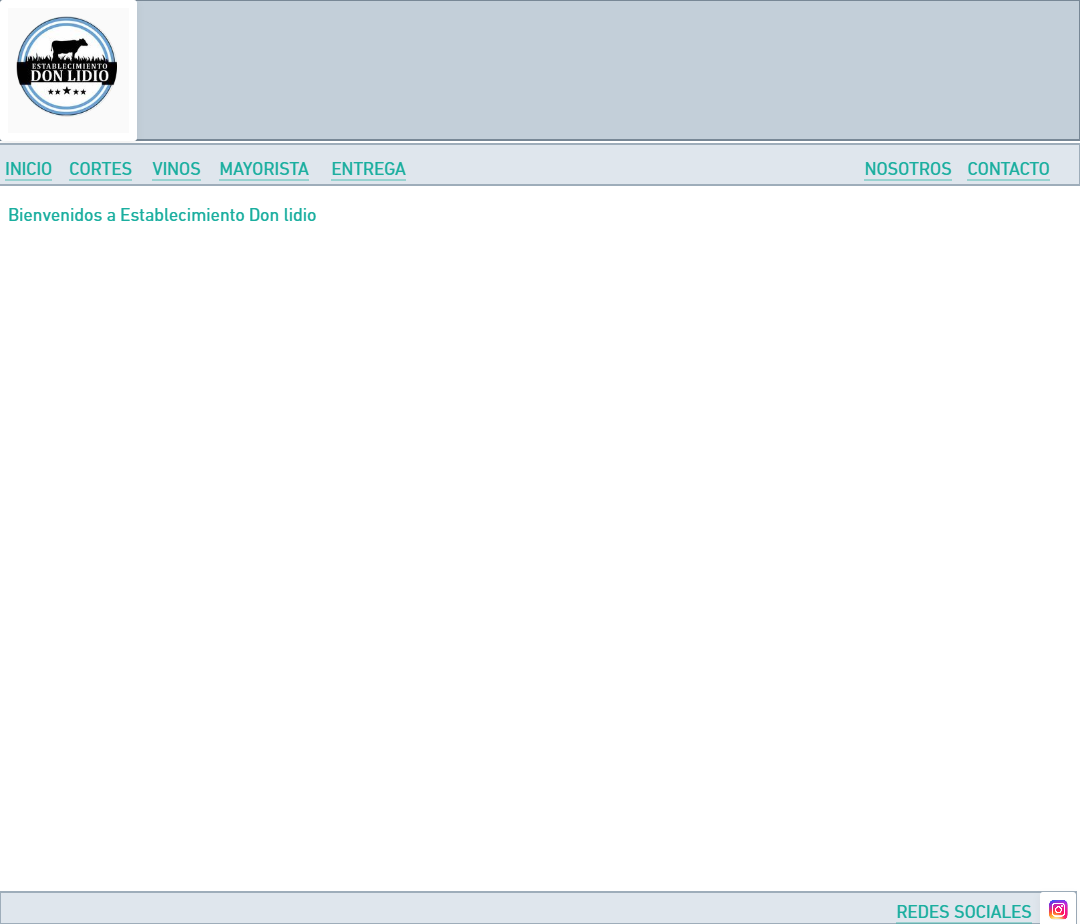 ESTABLECIMIENTO
DON LIDIO
INICIO CORTES VINOS MAYORISTA ENTREGA NOSOTROS CONTACTO
Bienvenidos a Establecimiento Don lidio
REDES SOCIALES